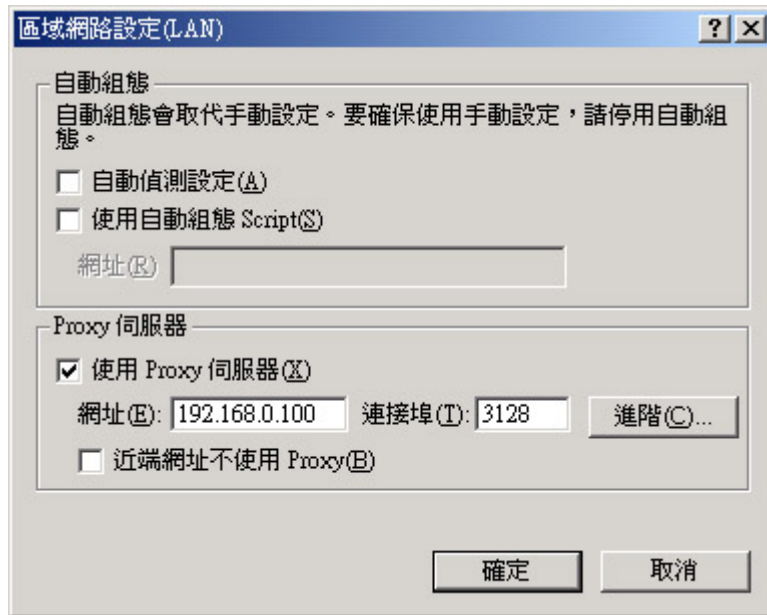 區域網路設定(LAN)
自動組態
自動組態會取代手動設定。要確保使用手動設定，請停用自動組
態。
自動偵測設定(A)
使用自動組態 Script(S)
網址(R)
Proxy 伺服器
使用 Proxy 伺服器(X)
網址(E): 192.168.0.100 連接埠(T): 3128 進階(C)...
近端網址不使用 Proxy(B)
確定 取消